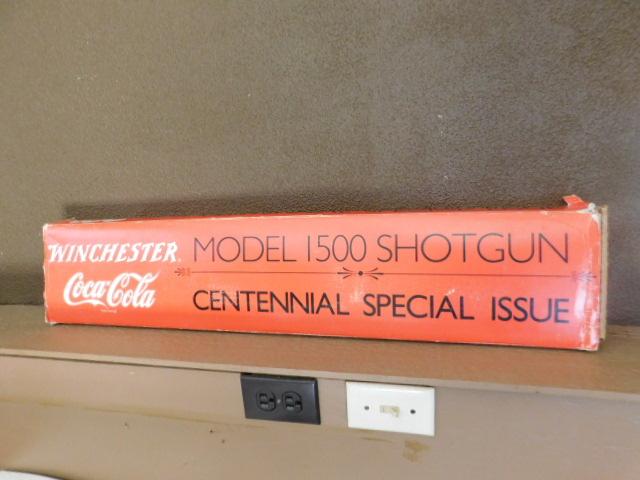 WINCHESTER
Coca-Cola
MODEL 1500 SHOTGUN
CENTENNIAL SPECIAL ISSUE